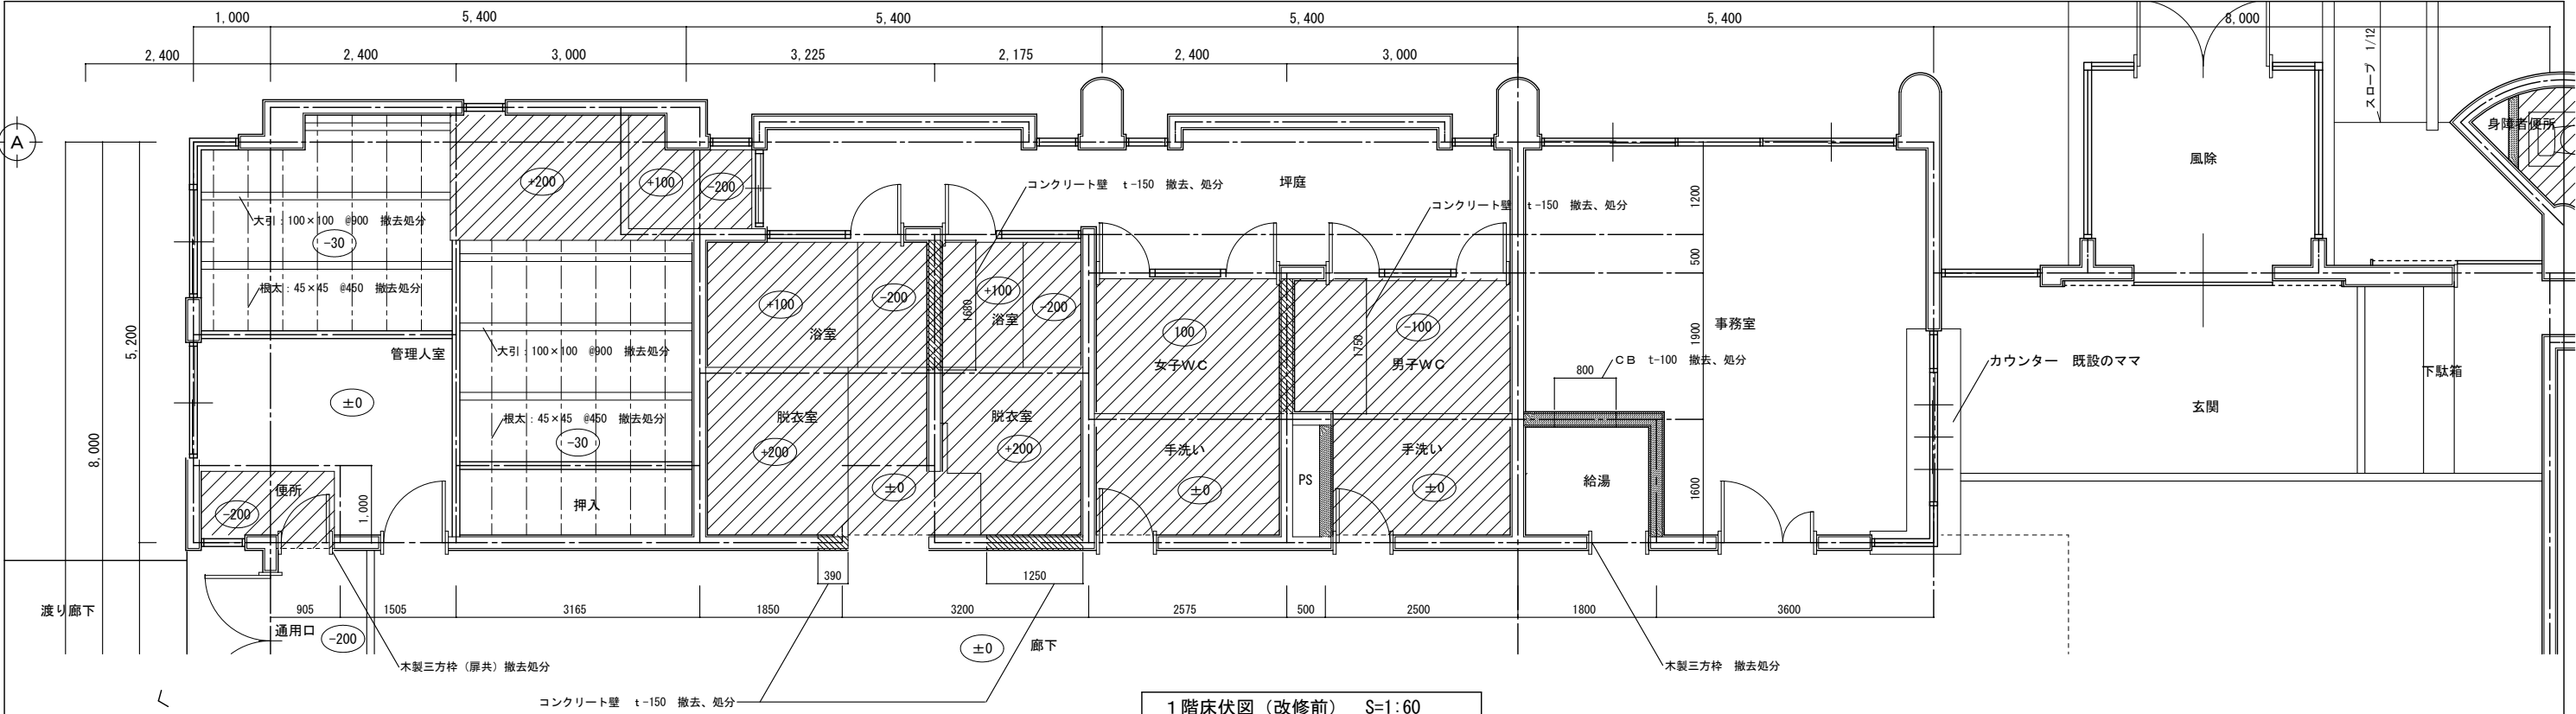 1,000
5,400
5,400
5,400
5,400
8,000
2,400
2,400
3,000
3,225
2,175
2,400
3,000
スロープ 1/12
A
身障者便所
風除
+200
+100
-200
コンクリート壁 t-150 撤去、処分
坪庭
コンクリート壁 t-150 撤去、処分
1200
大引：100×100 @900 撤去処分
-30
500
根太：45×45 @450 撤去処分
+100
-200
+100
-200
1680
浴室
浴室
100
-100
1750
1900
事務室
5,200
管理人室
大引：100×100 @900 撤去処分
女子WC
男子WC
CB t-100 撤去、処分
800
カウンター 既設のママ
下駄箱
±0
脱衣室
脱衣室
玄関
根太：45×45 @450 撤去処分
-30
+200
+200
手洗い
手洗い
8,000
便所
-200
1,000
押入
±0
±0
PS
±0
給湯
1600
390
1250
渡り廊下
905
1505
3165
1850
3200
2575
500
2500
1800
3600
通用口
-200
±0
廊下
木製三方枠（扉共）撤去処分
木製三方枠 撤去処分
コンクリート壁 t-150 撤去、処分
1階床伏図（改修前） S=1:60